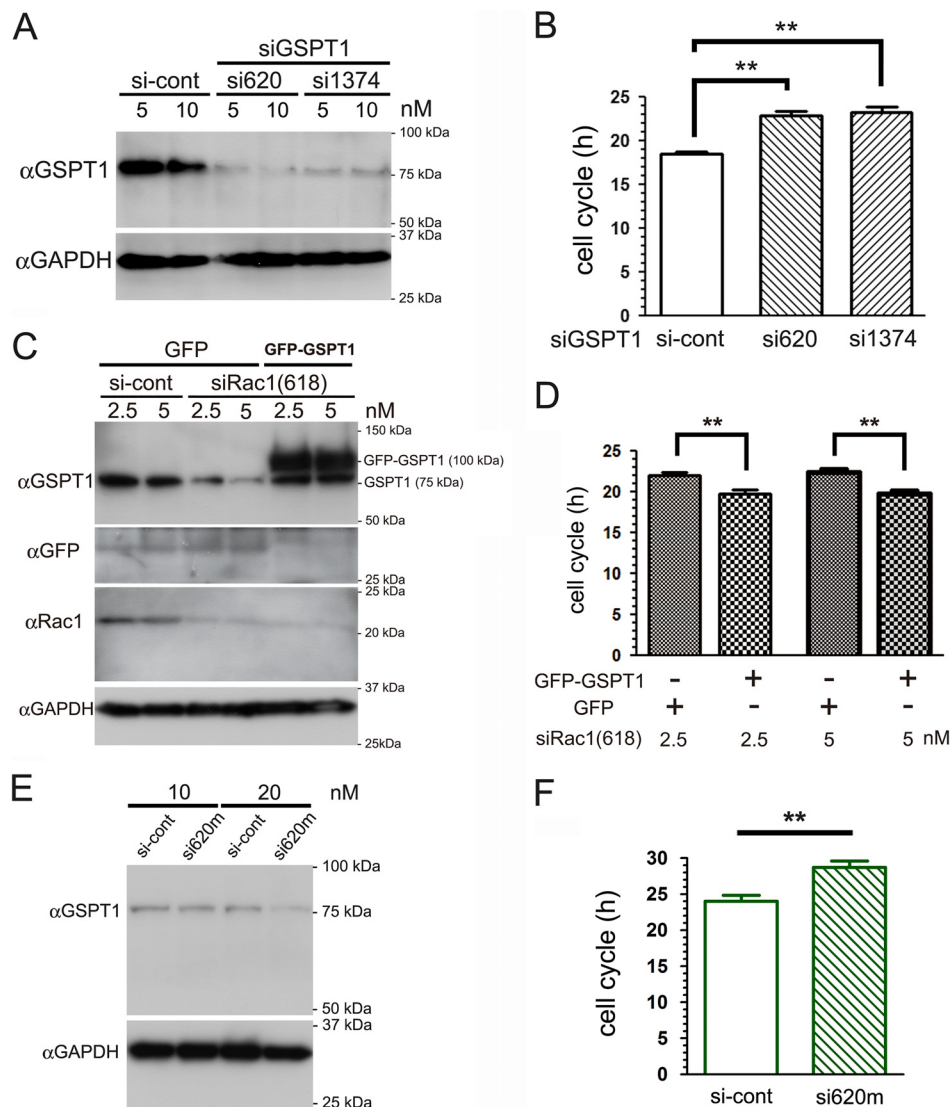 A
siGSPT1
si-cont si620 si1374
5 10 5 10 5 10 nM
100 kDa
αGSPT1
75 kDa
50 kDa
37 kDa
αGAPDH
25 kDa
B
** 
**
cell cycle (h)
25
20
15
10
5
0
siGSPT1 si-cont si620 si1374
C
GFP GFP-GSPT1
si-cont siRac1(618)
2.5 5 2.5 5 2.5 5 nM
150 kDa
GFP-GSPT1 (100 kDa)
αGSPT1 GSPT1 (75 kDa)
50 kDa
αGFP
25 kDa
25 kDa
αRac1
20 kDa
37 kDa
αGAPDH
25kDa
D
** **
cell cycle (h)
25
20
15
10
5
0
GFP-GSPT1 - + - +
GFP + - + -
siRac1(618) 2.5 2.5 5 5 nM
E
10 20 nM
si-cont si620m si-cont si620m
100 kDa
αGSPT1
75 kDa
50 kDa
37 kDa
αGAPDH
25 kDa
F
**
cell cycle (h)
30
25
20
15
10
5
0
si-cont si620m